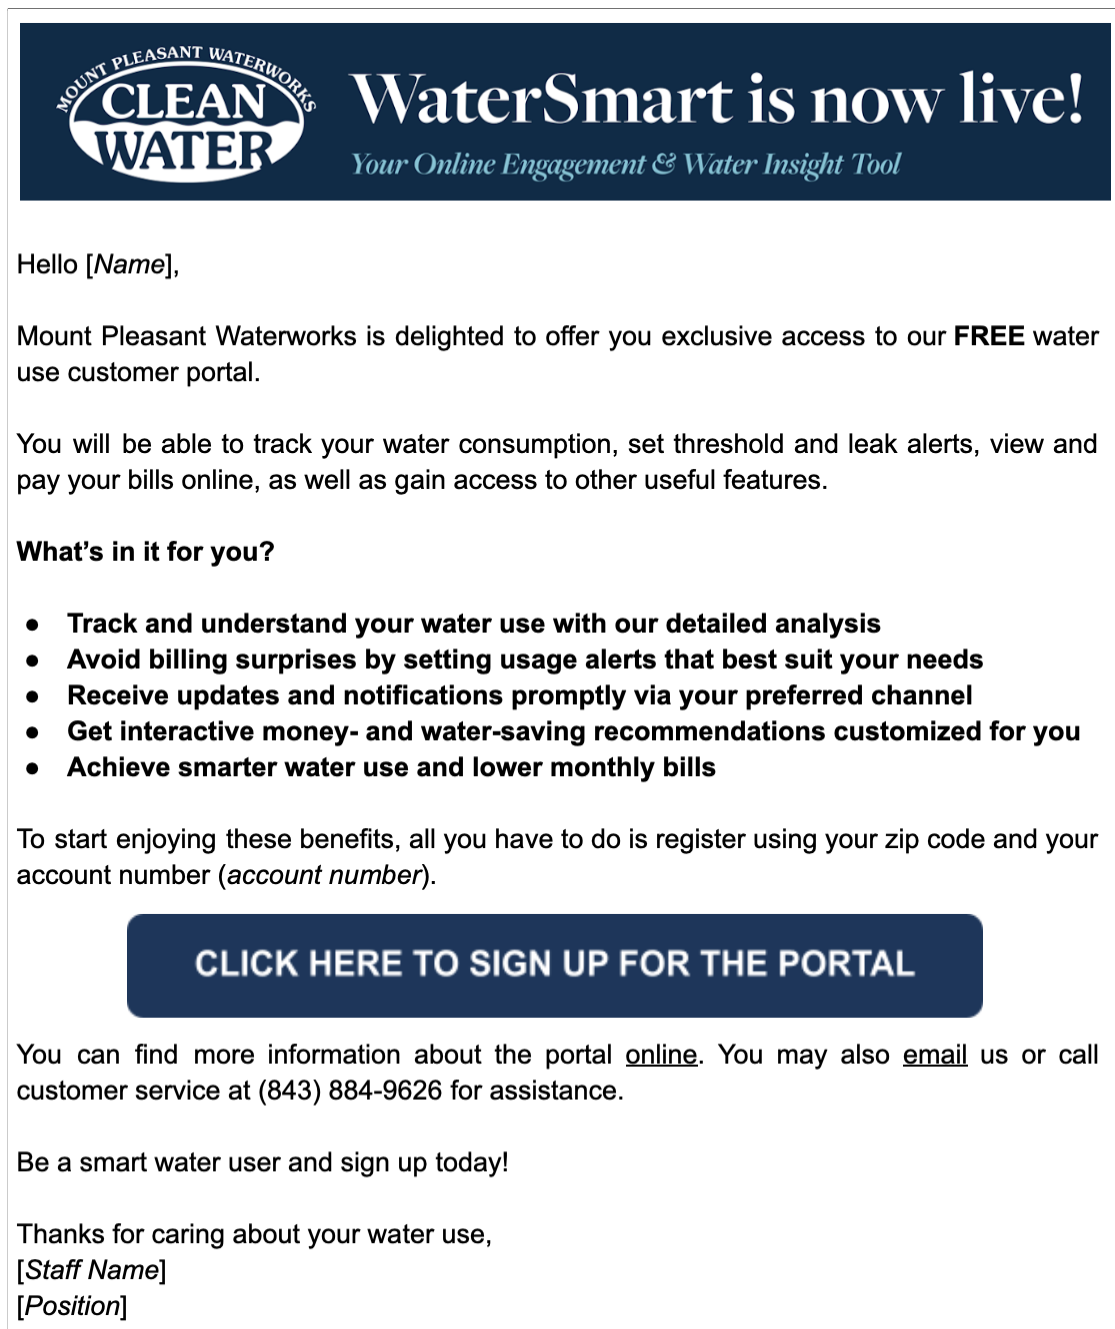 MOUNT PLEASANT WATERWORKS
CLEAN
WATER
WaterSmart is now live!
Your Online Engagement & Water Insight Tool
Hello [Name],
Mount Pleasant Waterworks is delighted to offer you exclusive access to our FREE water
use customer portal.
You will be able to track your water consumption, set threshold and leak alerts, view and
pay your bills online, as well as gain access to other useful features.
What’s in it for you?
● Track and understand your water use with our detailed analysis
● Avoid billing surprises by setting usage alerts that best suit your needs
● Receive updates and notifications promptly via your preferred channel
● Get interactive money- and water-saving recommendations customized for you
● Achieve smarter water use and lower monthly bills
To start enjoying these benefits, all you have to do is register using your zip code and your
account number (account number).
CLICK HERE TO SIGN UP FOR THE PORTAL
You can find more information about the portal online. You may also email us or call
customer service at (843) 884-9626 for assistance.
Be a smart water user and sign up today!
Thanks for caring about your water use,
[Staff Name]
[Position]